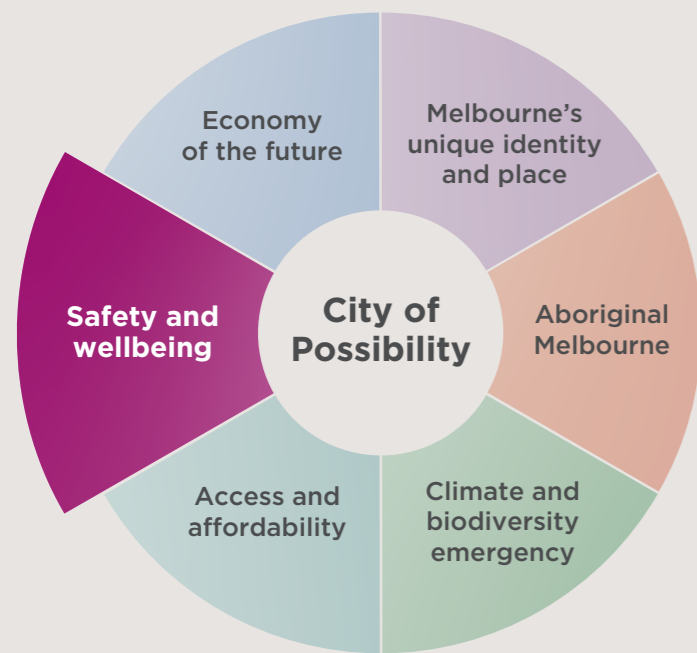 Economy
of the future
Melbourne’s
unique identity
and place
Safety and
wellbeing
City of
Possibility
Aboriginal
Melbourne
Access and
affordability
Climate and
biodiversity
emergency